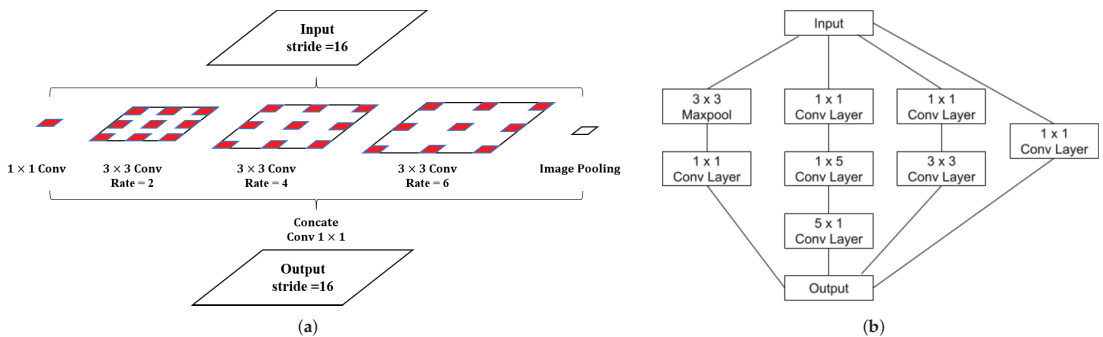 Input
stride =16
1 × 1 Conv
3 × 3 Conv
Rate = 2
3 × 3 Conv
Rate = 4
3 × 3 Conv
Rate = 6
Image Pooling
Concate
Conv 1 × 1
Output
stride =16
(a)
Input
3 x 3
Maxpool
1 x 1
Conv Layer
1 x 1
Conv Layer
1 x 1
Conv Layer
1 x 1
Conv Layer
1 x 5
Conv Layer
3 x 3
Conv Layer
5 x 1
Conv Layer
Output
(b)